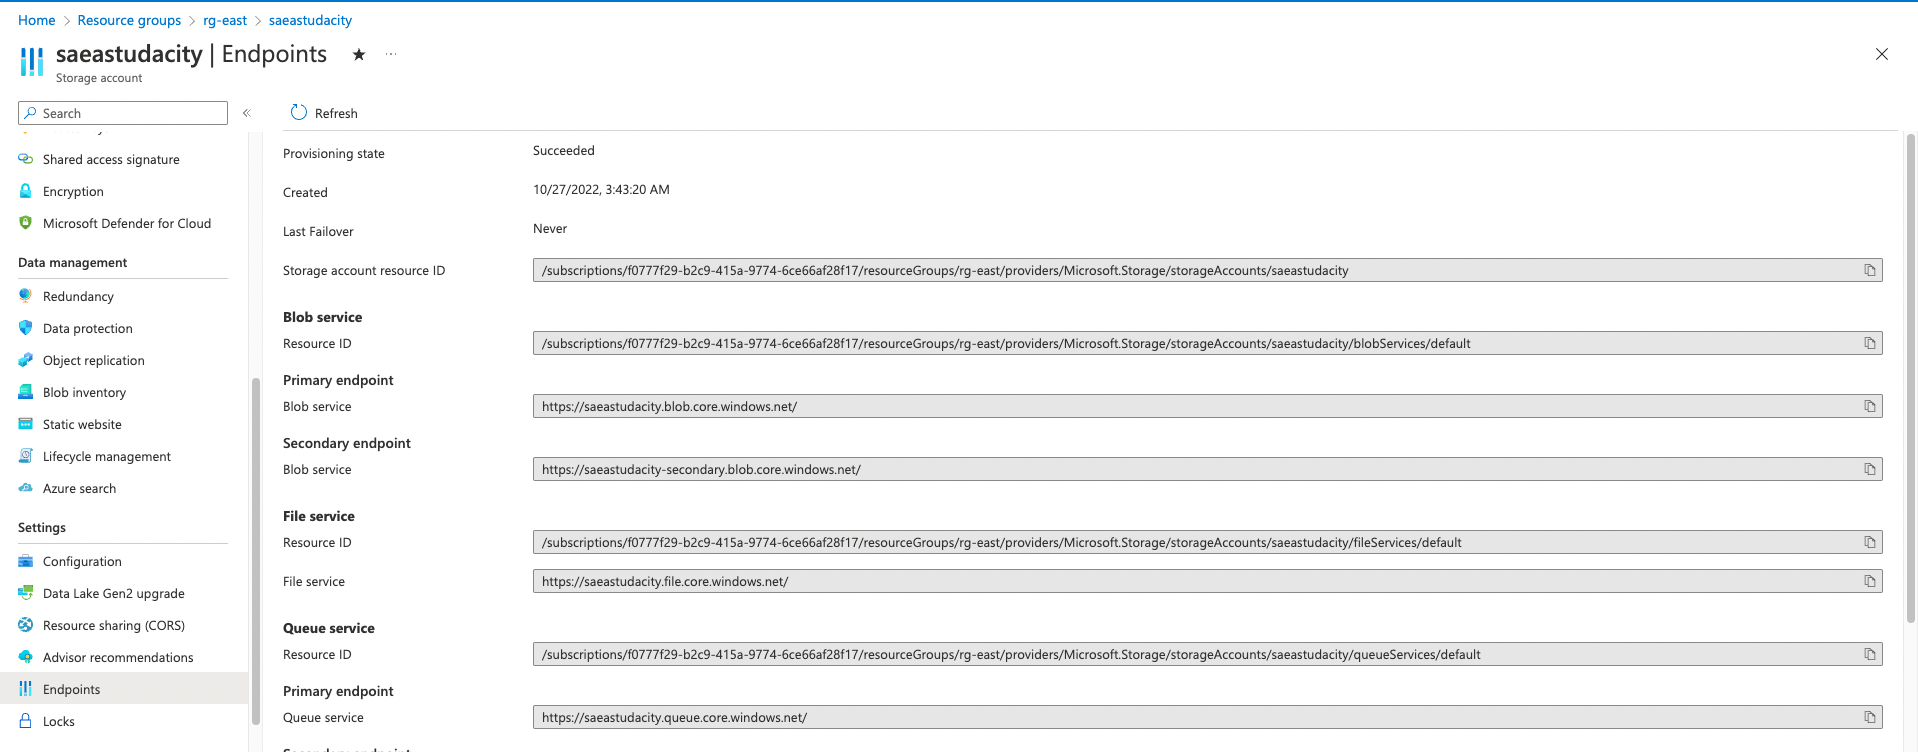 Home > Resource groups > rg-east > saeastudacity
saeastudacity | Endpoints ★ ...
Storage account
Search «
Shared access signature
Encryption
Microsoft Defender for Cloud
Data management
Redundancy
Data protection
Object replication
Blob inventory
Static website
Lifecycle management
Azure search
Settings
Configuration
Data Lake Gen2 upgrade
Resource sharing (CORS)
Advisor recommendations
Endpoints
Locks
Refresh
Provisioning state Succeeded
Created 10/27/2022, 3:43:20 AM
Last Failover Never
Storage account resource ID /subscriptions/f0777f29-b2c9-415a-9774-6ce66af28f17/resourceGroups/rg-east/providers/Microsoft.Storage/storageAccounts/saeastudacity
Blob service
Resource ID /subscriptions/f0777f29-b2c9-415a-9774-6ce66af28f17/resourceGroups/rg-east/providers/Microsoft.Storage/storageAccounts/saeastudacity/blobServices/default
Primary endpoint
Blob service https://saeastudacity.blob.core.windows.net/
Secondary endpoint
Blob service https://saeastudacity-secondary.blob.core.windows.net/
File service
Resource ID /subscriptions/f0777f29-b2c9-415a-9774-6ce66af28f17/resourceGroups/rg-east/providers/Microsoft.Storage/storageAccounts/saeastudacity/fileServices/default
File service https://saeastudacity.file.core.windows.net/
Queue service
Resource ID /subscriptions/f0777f29-b2c9-415a-9774-6ce66af28f17/resourceGroups/rg-east/providers/Microsoft.Storage/storageAccounts/saeastudacity/queueServices/default
Primary endpoint
Queue service https://saeastudacity.queue.core.windows.net/